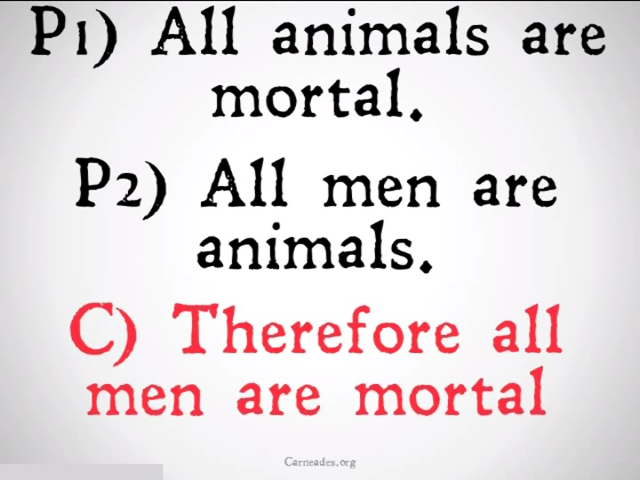 P1) All animals are
mortal.
P2) All men are
animals.
C) Therefore all
men are mortal
Carneades.org